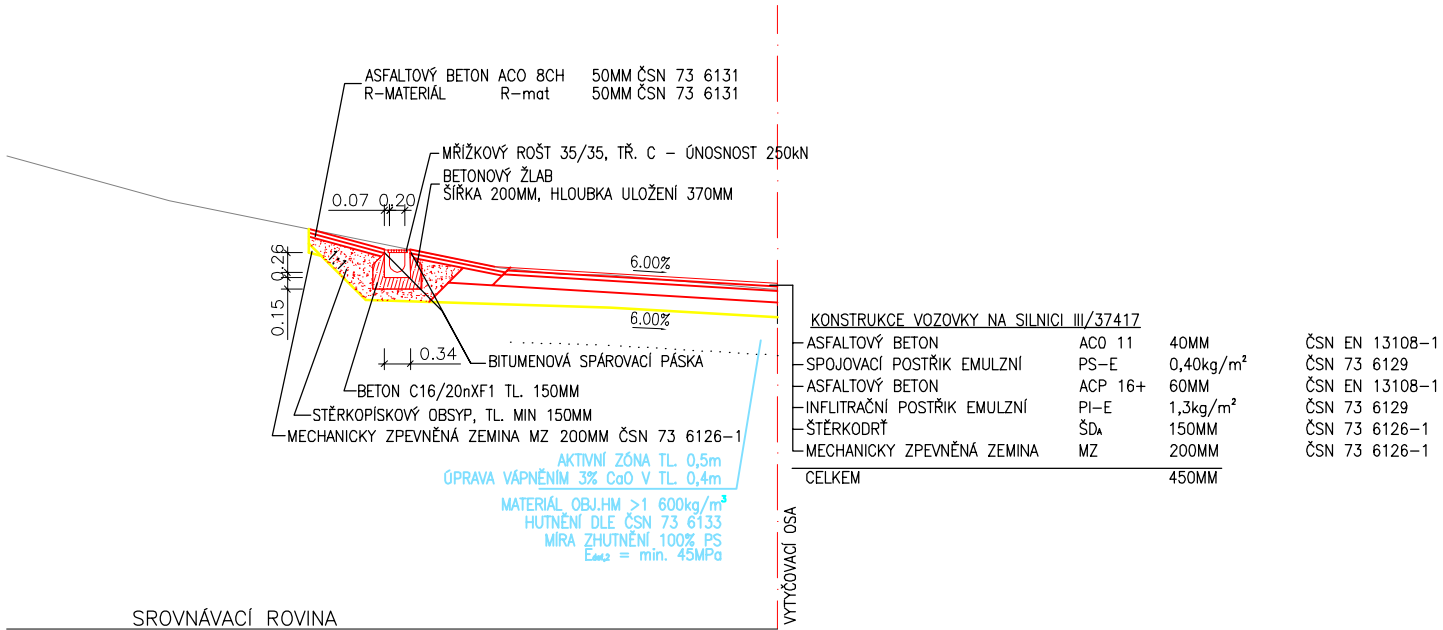 ASFALTOVÝ BETON ACO 8CH 50MM ČSN 73 6131
R-MATERIÁL R-mat 50MM ČSN 73 6131
MŘÍŽKOVÝ ROŠT 35/35, TŘ. C - ÚNOSNOST 250kN
BETONOVÝ ŽLAB
ŠÍŘKA 200MM, HLOUBKA ULOŽENÍ 370MM
0.07 0,20
0.26
0.15
1:1
6.00%
6.00%
0.34
BITUMENOVÁ SPÁROVACÍ PÁSKA
BETON C16/20nXF1 TL. 150MM
STĚRKOPÍSKOVÝ OBSYP, TL. MIN 150MM
MECHANICKY ZPEVNĚNÁ ZEMINA MZ 200MM ČSN 73 6126-1
AKTIVNÍ ZÓNA TL. 0,5m
ÚPRAVA VÁPNĚNÍM 3% CaO V TL. 0,4m
MATERIÁL OBJ.HM >1 600kg/m³
HUTNĚNÍ DLE ČSN 73 6133
MÍRA ZHUTNĚNÍ 100% PS
Edef,2 = min. 45MPa
KONSTRUKCE VOZOVKY NA SILNICI III/37417
ASFALTOVÝ BETON ACO 11 40MM ČSN EN 13108-1
SPOJOVACÍ POSTŘIK EMULZNÍ PS-E 0,40kg/m² ČSN 73 6129
ASFALTOVÝ BETON ACP 16+ 60MM ČSN EN 13108-1
INFLITRAČNÍ POSTŘIK EMULZNÍ PI-E 1,3kg/m² ČSN 73 6129
ŠTĚRKODRŤ ŠDA 150MM ČSN 73 6126-1
MECHANICKY ZPEVNĚNÁ ZEMINA MZ 200MM ČSN 73 6126-1
CELKEM 450MM
VYTYČOVACÍ OSA
SROVNÁVACÍ ROVINA